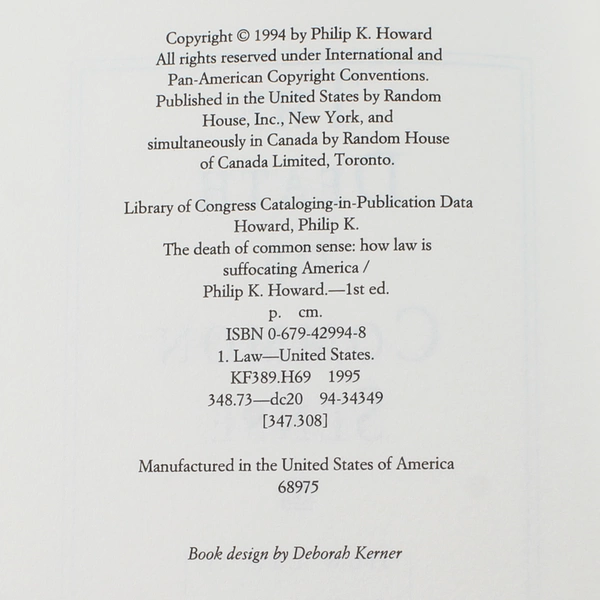 Copyright © 1994 by Philip K. Howard
All rights reserved under International and
Pan-American Copyright Conventions.
Published in the United States by Random
House, Inc., New York, and
simultaneously in Canada by Random House
of Canada Limited, Toronto.
Library of Congress Cataloging-in-Publication Data
Howard, Philip K.
The death of common sense: how law is
suffocating America /
Philip K. Howard.—1st ed.
p. cm.
ISBN 0-679-42994-8
1. Law—United States.
KF389.H69 1995
348.73—dc20 94-34349
[347.308]
Manufactured in the United States of America
68975
Book design by Deborah Kerner